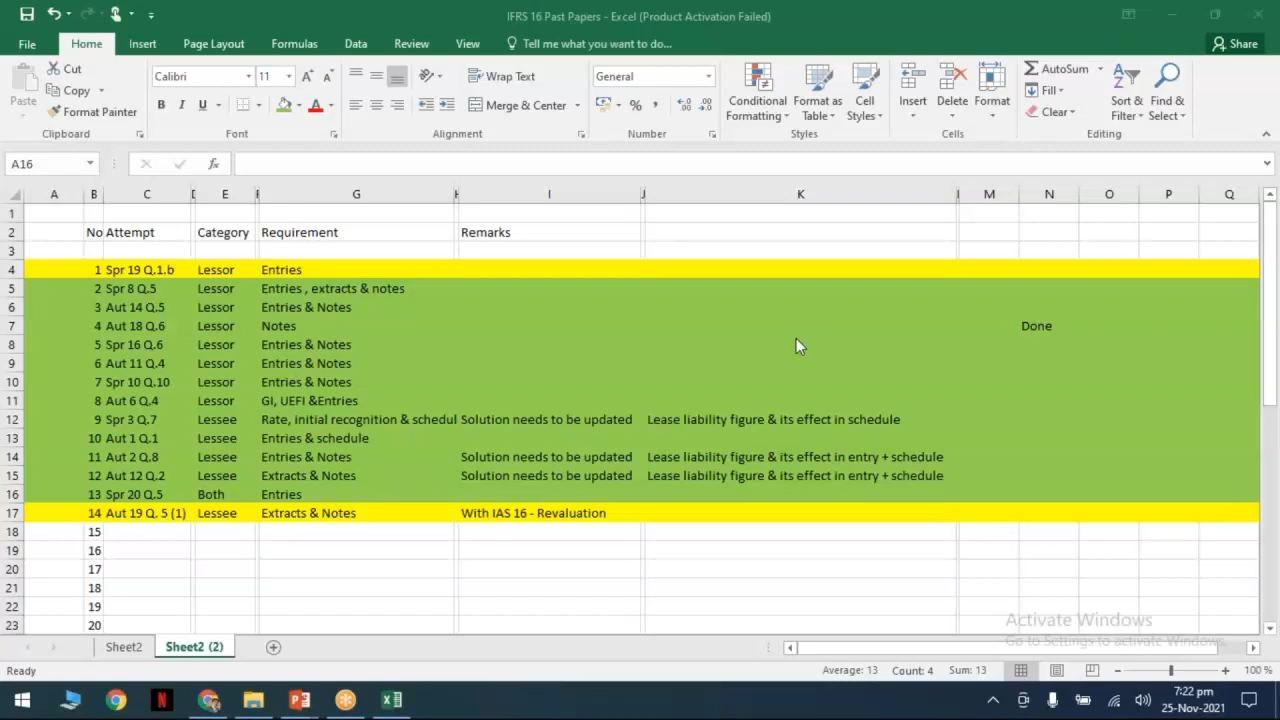 IFRS 16 Past Papers - Excel (Product Activation Failed)
File Home Insert Page Layout Formulas Data Review View Tell me what you want to do... Share
Paste Cut Copy Format Painter Clipboard
Calibri 11 B I U A Font
Wrap Text Merge & Center Alignment
General % , Number
Conditional Formatting Format as Table Cell Styles Styles
Insert Delete Format Cells
AutoSum Fill Clear Sort & Filter Find & Select Editing
A16 fx
A B C D E F G H I J K M N O P Q
1
2 No Attempt Category Requirement Remarks
3
4 1 Spr 19 Q.1.b Lessor Entries
5 2 Spr 8 Q.5 Lessor Entries , extracts & notes
6 3 Aut 14 Q.5 Lessor Entries & Notes
7 4 Aut 18 Q.6 Lessor Notes Done
8 5 Spr 16 Q.6 Lessor Entries & Notes
9 6 Aut 11 Q.4 Lessor Entries & Notes
10 7 Spr 10 Q.10 Lessor Entries & Notes
11 8 Aut 6 Q.4 Lessor GI, UEFI &Entries
12 9 Spr 3 Q.7 Lessee Rate, initial recognition & schedul Solution needs to be updated Lease liability figure & its effect in schedule
13 10 Aut 1 Q.1 Lessee Entries & schedule
14 11 Aut 2 Q.8 Lessee Entries & Notes Solution needs to be updated Lease liability figure & its effect in entry + schedule
15 12 Aut 12 Q.2 Lessee Extracts & Notes Solution needs to be updated Lease liability figure & its effect in entry + schedule
16 13 Spr 20 Q.5 Both Entries
17 14 Aut 19 Q. 5 (1) Lessee Extracts & Notes With IAS 16 - Revaluation
18 15
19 16
20 17
21 18
22 19
23 20
Activate Windows
Go to Settings to activate Windows.
Sheet2 Sheet2 (2)
Ready Average: 13 Count: 4 Sum: 13 100 %
7:22 pm
25-Nov-2021